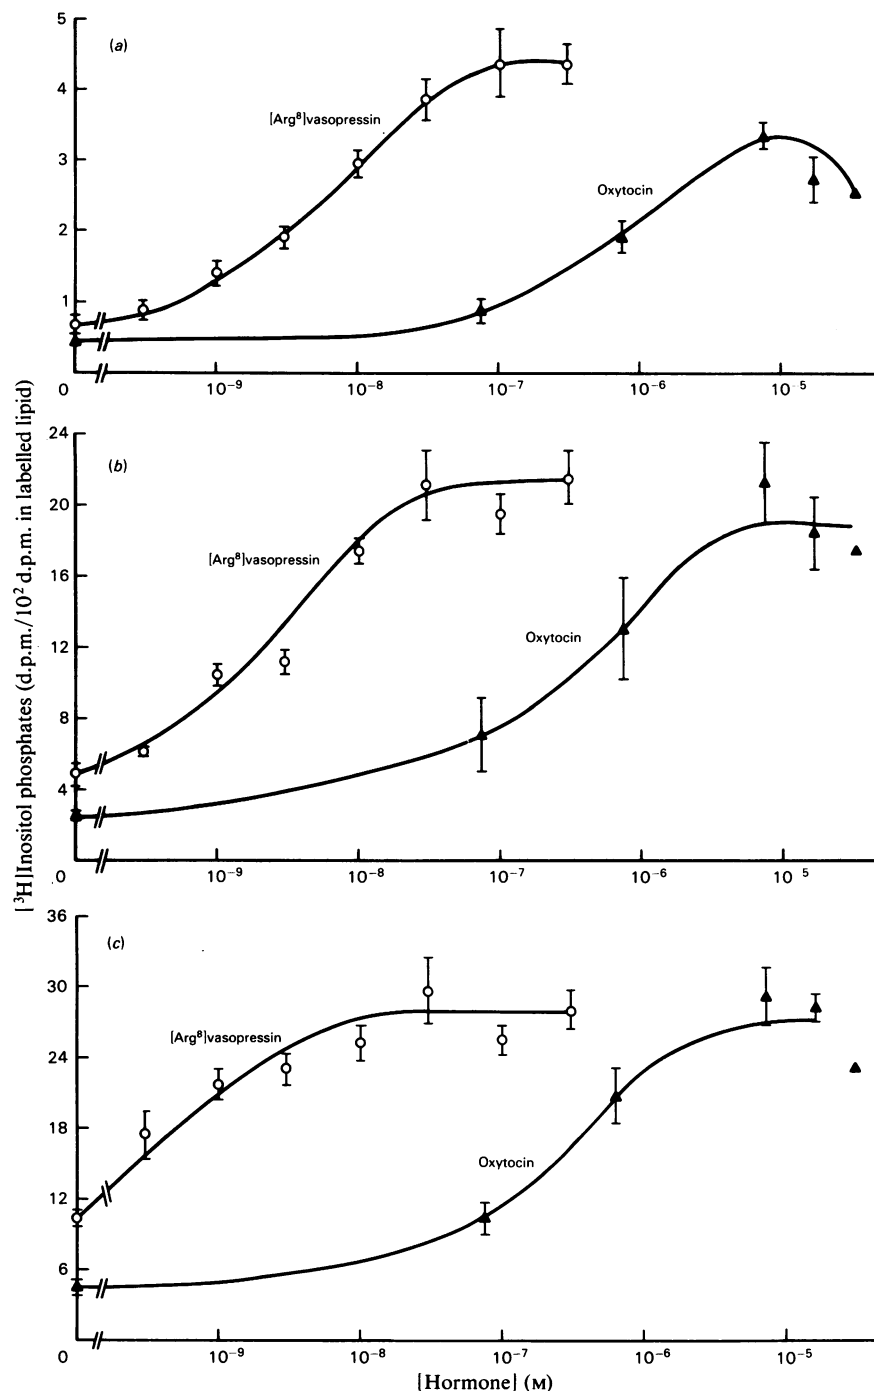 [³H]Inositol phosphates (d.p.m./10² d.p.m. in labelled lipid)
(a)
5
4
3
2
1
0
[Arg⁸]vasopressin
Oxytocin
10⁻⁹ 10⁻⁸ 10⁻⁷ 10⁻⁶ 10⁻⁵
(b)
24
20
16
12
8
4
0
[Arg⁸]vasopressin
Oxytocin
10⁻⁹ 10⁻⁸ 10⁻⁷ 10⁻⁶ 10⁻⁵
(c)
36
30
24
18
12
6
0
[Arg⁸]vasopressin
Oxytocin
10⁻⁹ 10⁻⁸ 10⁻⁷ 10⁻⁶ 10⁻⁵
[Hormone] (M)